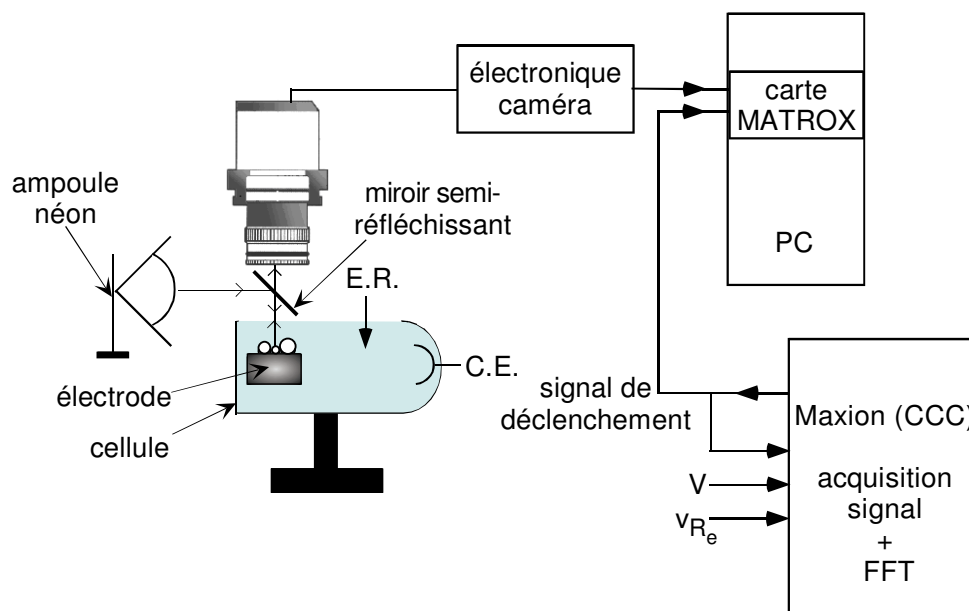 électronique
caméra
carte
MATROX
PC
ampoule
néon
miroir semi-
réfléchissant
E.R.
C.E.
électrode
cellule
signal de
déclenchement
V
vRe
Maxion (CCC)
acquisition
signal
+
FFT